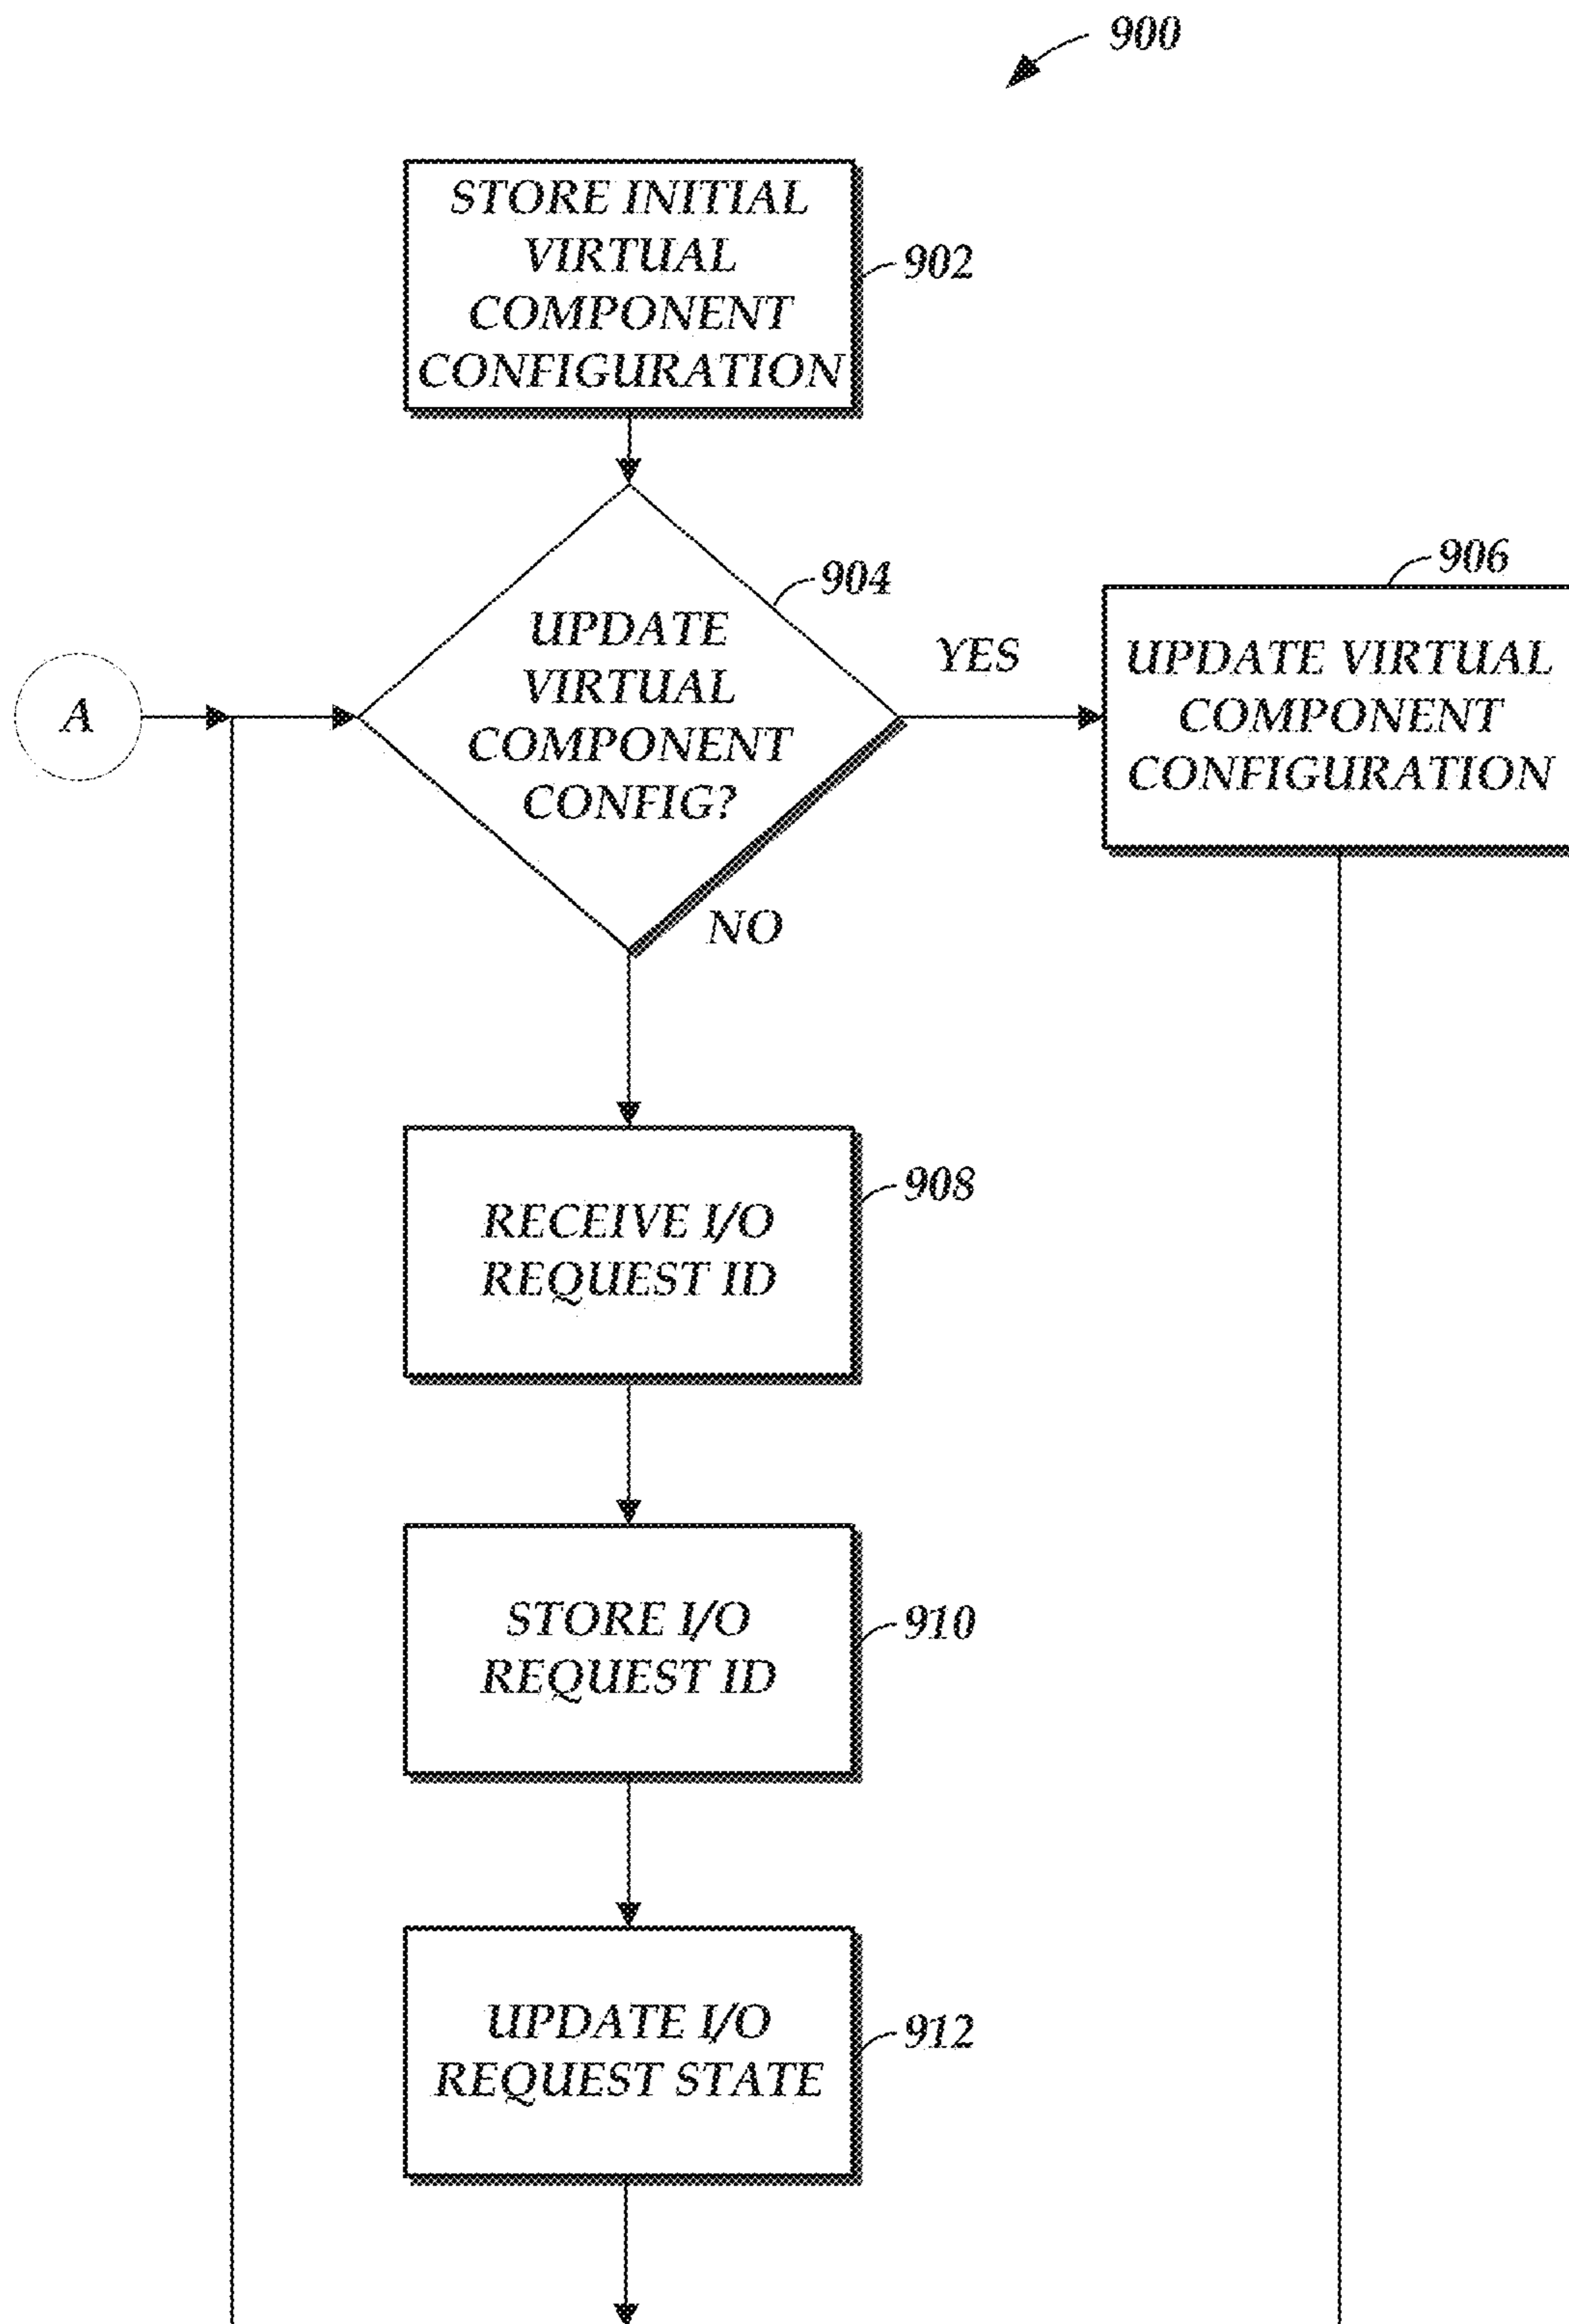 900
STORE INITIAL
VIRTUAL
COMPONENT
CONFIGURATION
902
904
UPDATE
VIRTUAL
COMPONENT
CONFIG?
A
YES
NO
906
UPDATE VIRTUAL
COMPONENT
CONFIGURATION
908
RECEIVE I/O
REQUEST ID
910
STORE I/O
REQUEST ID
912
UPDATE I/O
REQUEST STATE